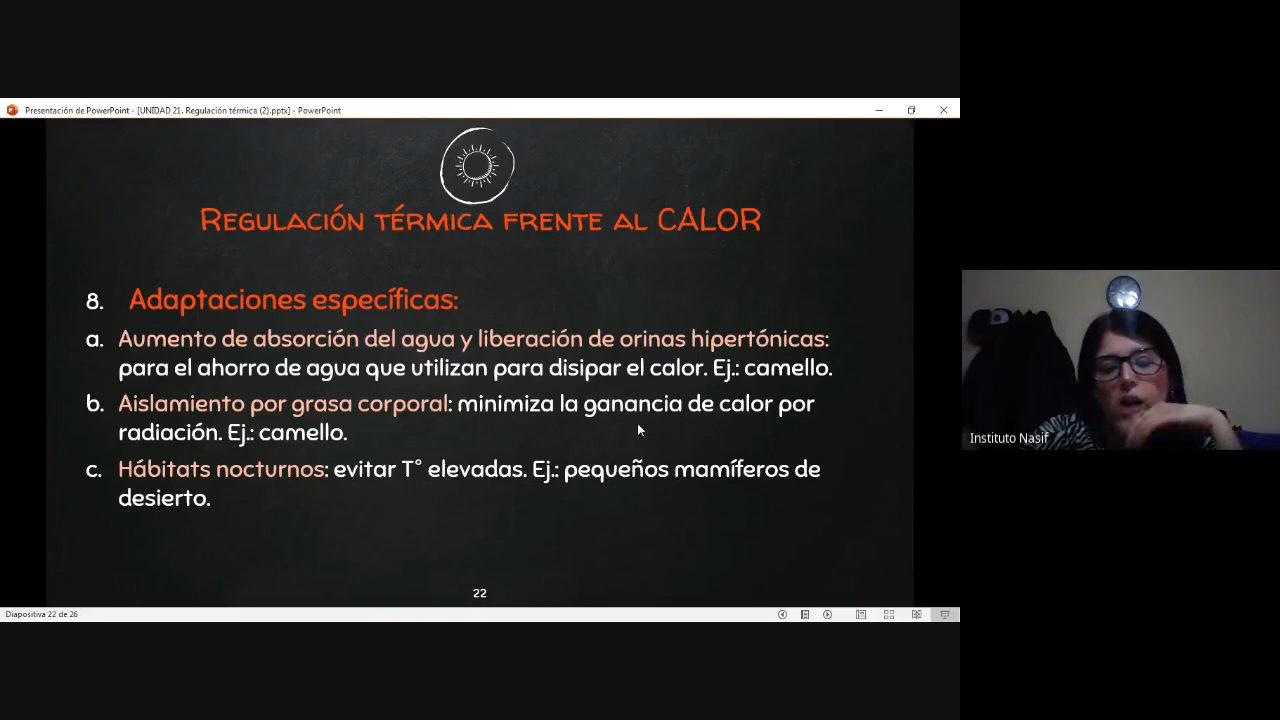 Presentación de PowerPoint - [UNIDAD 21. Regulación térmica (2).pptx] - PowerPoint
REGULACIÓN TÉRMICA FRENTE AL CALOR
8. Adaptaciones específicas:
a. Aumento de absorción del agua y liberación de orinas hipertónicas:
para el ahorro de agua que utilizan para disipar el calor. Ej.: camello.
b. Aislamiento por grasa corporal: minimiza la ganancia de calor por
radiación. Ej.: camello.
c. Hábitats nocturnos: evitar T° elevadas. Ej.: pequeños mamíferos de
desierto.
22
Diapositiva 22 de 26
Instituto Nasif